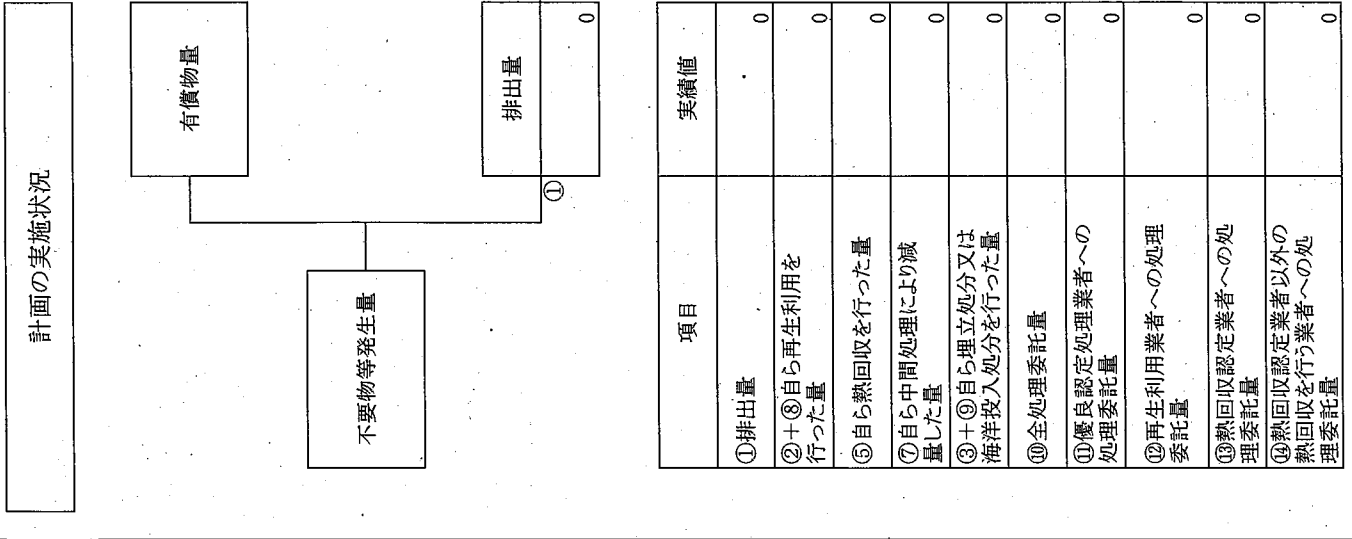 計画の実施状況
有償物量
不要物等発生量
排出量
①
0
項目
実績値
①排出量
0
②+⑧自ら再生利用を
行った量
0
⑤自ら熱回収を行った量
0
⑦自ら中間処理により減
量した量
0
③+⑨自ら埋立処分又は
海洋投入処分を行った量
0
⑩全処理委託量
0
⑪優良認定処理業者への
処理委託量
0
⑫再生利用業者への処理
委託量
0
⑬熱回収認定業者への処
理委託量
0
⑭熱回収認定業者以外の
熱回収を行う業者への処
理委託量
0